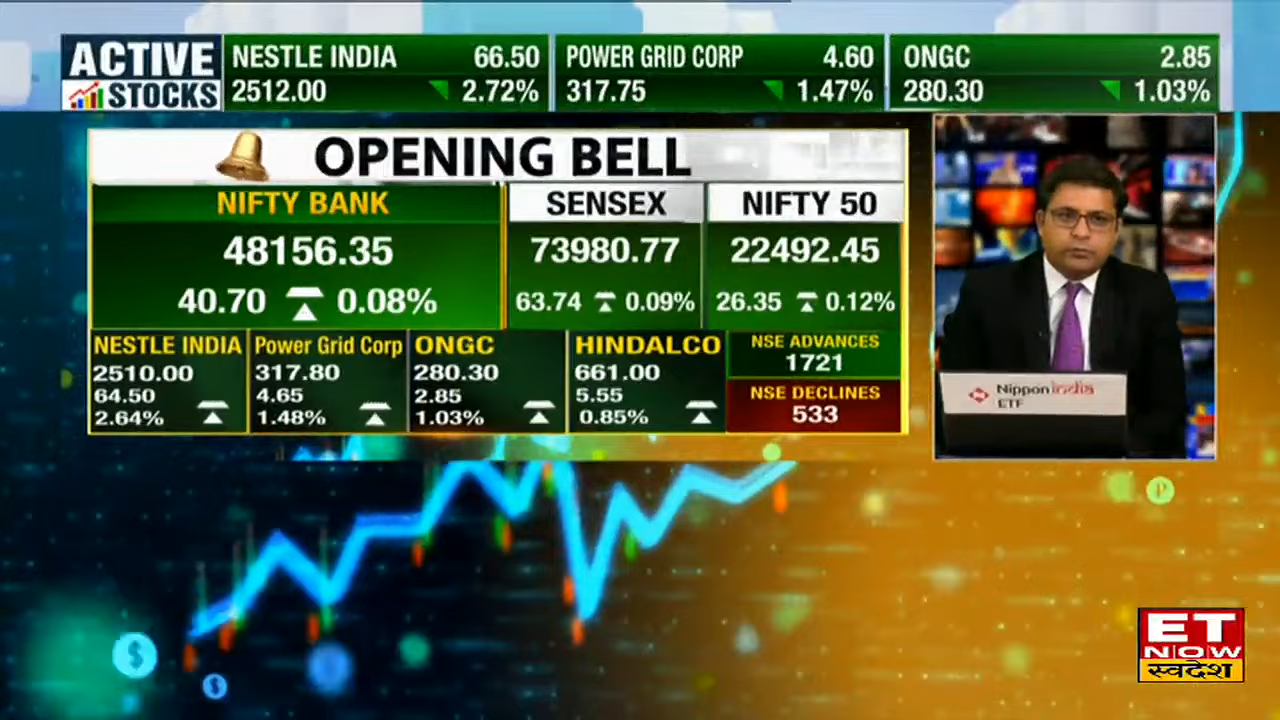 ACTIVE
STOCKS
NESTLE INDIA 66.50
2512.00 2.72%
POWER GRID CORP 4.60
317.75 1.47%
ONGC 2.85
280.30 1.03%
OPENING BELL
NIFTY BANK
48156.35
40.70 0.08%
SENSEX
73980.77
63.74 0.09%
NIFTY 50
22492.45
26.35 0.12%
NESTLE INDIA
2510.00
64.50
2.64%
Power Grid Corp
317.80
4.65
1.48%
ONGC
280.30
2.85
1.03%
HINDALCO
661.00
5.55
0.85%
NSE ADVANCES
1721
NSE DECLINES
533
Nippon india
ETF
$
$
P
ET
NOW
स्वदेश